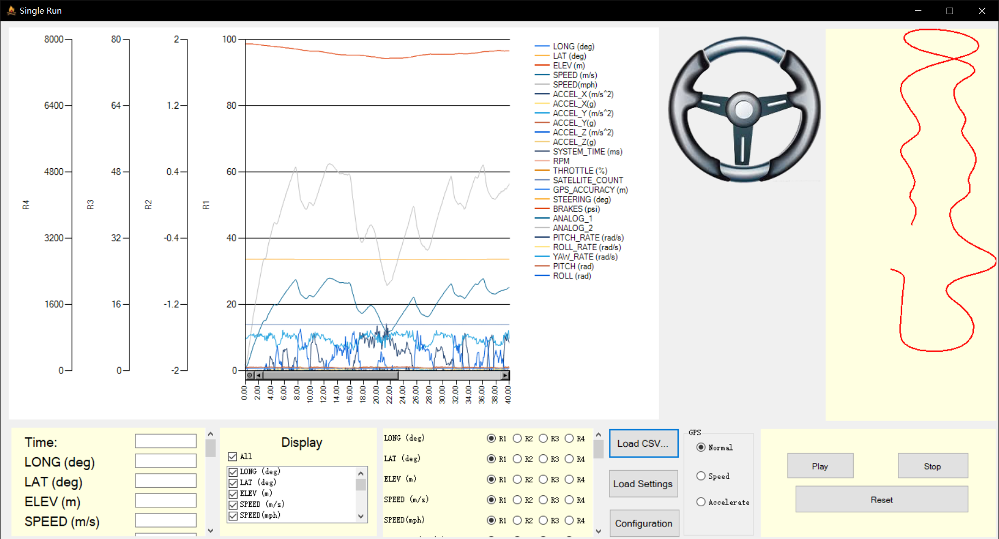 Single Run
8000 80 2 100
6400 64 1.2 80
4800 48 0.4 60
R4 R3 R2 R1
3200 32 -0.4 40
1600 16 -1.2 20
0 0 -2 0
0.00 2.00 4.00 6.00 8.00 10.00 12.00 14.00 16.00 18.00 20.00 22.00 24.00 26.00 28.00 30.00 32.00 34.00 36.00 38.00 40.00
LONG (deg)
LAT (deg)
ELEV (m)
SPEED (m/s)
SPEED(mph)
ACCEL_X (m/s^2)
ACCEL_X(g)
ACCEL_Y (m/s^2)
ACCEL_Y(g)
ACCEL_Z (m/s^2)
ACCEL_Z(g)
SYSTEM_TIME (ms)
RPM
THROTTLE (%)
SATELLITE_COUNT
GPS_ACCURACY (m)
STEERING (deg)
BRAKES (psi)
ANALOG_1
ANALOG_2
PITCH_RATE (rad/s)
ROLL_RATE (rad/s)
YAW_RATE (rad/s)
PITCH (rad)
ROLL (rad)
Time:
LONG (deg)
LAT (deg)
ELEV (m)
SPEED (m/s)
Display
All
LONG (deg)
LAT (deg)
ELEV (m)
SPEED (m/s)
SPEED(mph)
LONG (deg) R1 R2 R3 R4
LAT (deg) R1 R2 R3 R4
ELEV (m) R1 R2 R3 R4
SPEED (m/s) R1 R2 R3 R4
SPEED(mph) R1 R2 R3 R4
Load CSV...
Load Settings
Configuration
GPS
Normal
Speed
Accelerate
Play
Stop
Reset